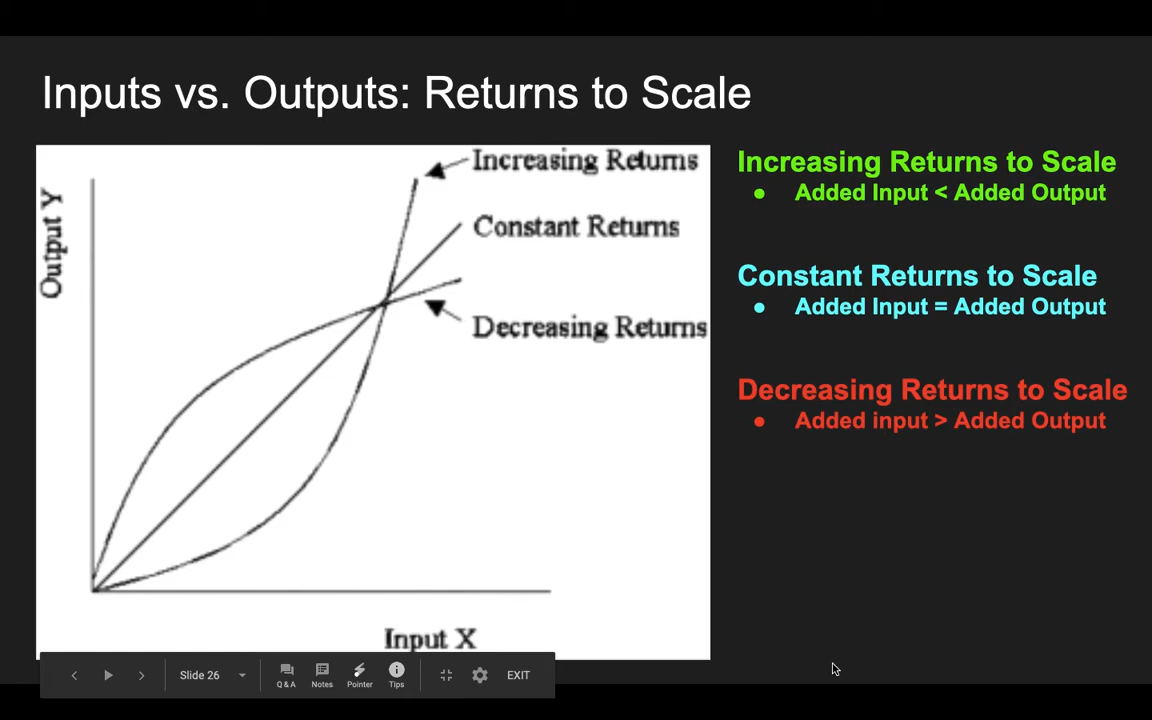 Inputs vs. Outputs: Returns to Scale
Output Y
Increasing Returns
Constant Returns
Decreasing Returns
Input X
Increasing Returns to Scale
● Added Input < Added Output
Constant Returns to Scale
● Added Input = Added Output
Decreasing Returns to Scale
● Added input > Added Output
Slide 26
Q & A
Notes
Pointer
Tips
EXIT